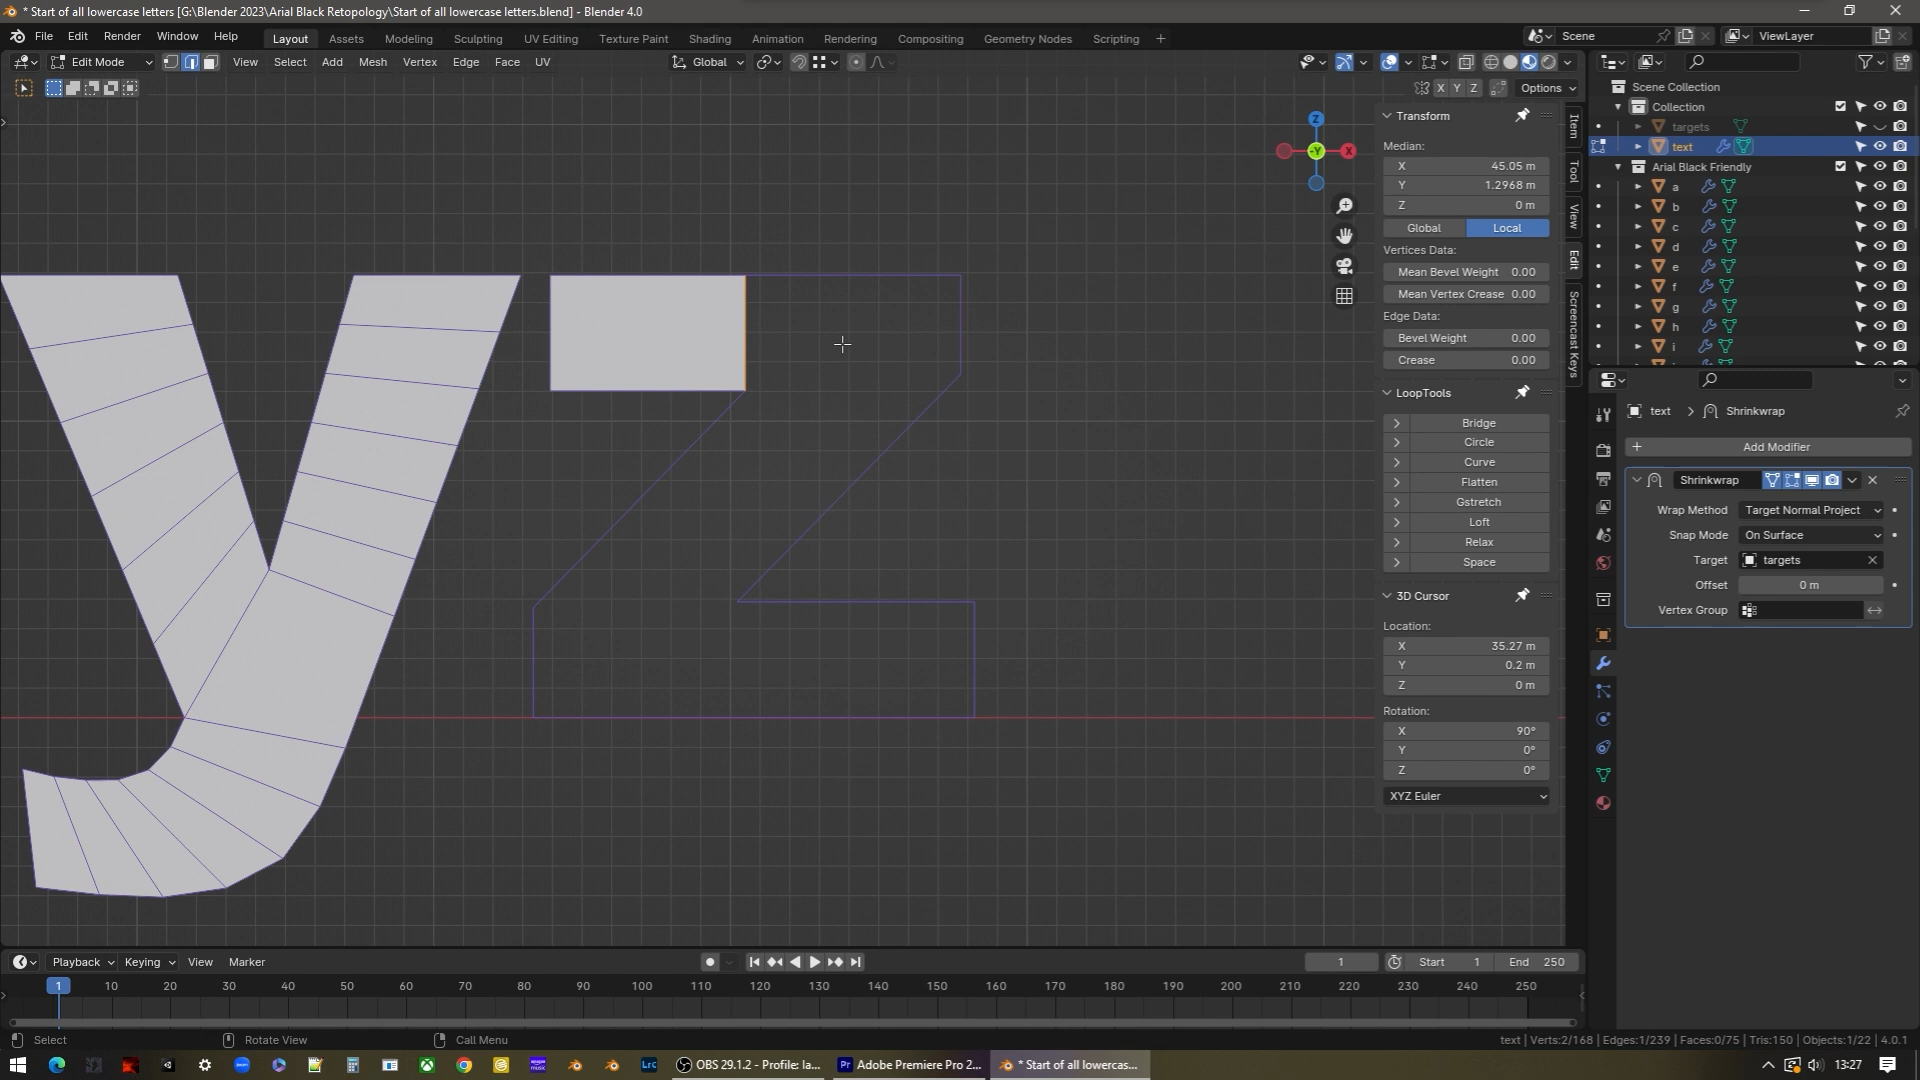 * Start of all lowercase letters [G:\Blender 2023\Arial Black Retopology\Start of all lowercase letters.blend] - Blender 4.0
File Edit Render Window Help Layout Assets Modeling Sculpting UV Editing Texture Paint Shading Animation Rendering Compositing Geometry Nodes Scripting + Scene ViewLayer
Edit Mode View Select Add Mesh Vertex Edge Face UV Global
X Y Z Options
Scene Collection
Collection
targets
text
Arial Black Friendly
a
b
c
d
e
f
g
h
i
Z
-Y X
Item
Tool
View
Edit
Screencast Keys
Transform
Median:
X 45.05 m
Y 1.2968 m
Z 0 m
Global Local
Vertices Data:
Mean Bevel Weight 0.00
Mean Vertex Crease 0.00
Edge Data:
Bevel Weight 0.00
Crease 0.00
LoopTools
Bridge
Circle
Curve
Flatten
Gstretch
Loft
Relax
Space
3D Cursor
Location:
X 35.27 m
Y 0.2 m
Z 0 m
Rotation:
X 90°
Y 0°
Z 0°
XYZ Euler
text > Shrinkwrap
+ Add Modifier
Shrinkwrap
Wrap Method Target Normal Project
Snap Mode On Surface
Target targets
Offset 0 m
Vertex Group
Playback Keying View Marker 1 Start 1 End 250
1 10 20 30 40 50 60 70 80 90 100 110 120 130 140 150 160 170 180 190 200 210 220 230 240 250
Select Rotate View Call Menu text | Verts:2/168 | Edges:1/239 | Faces:0/75 | Tris:150 | Objects:1/22 | 4.0.1
Lrc OBS 29.1.2 - Profile: la... Pr Adobe Premiere Pro 2... * Start of all lowercas... 13:27